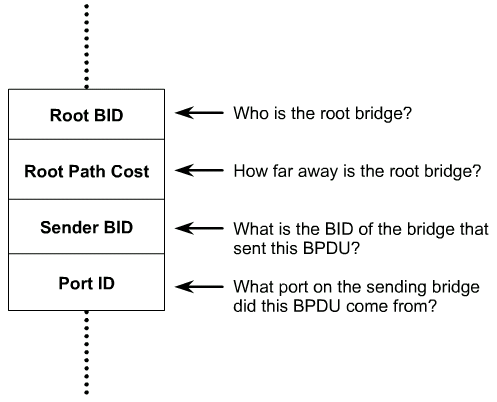 Root BID
Who is the root bridge?
Root Path Cost
How far away is the root bridge?
Sender BID
What is the BID of the bridge that
sent this BPDU?
Port ID
What port on the sending bridge
did this BPDU come from?